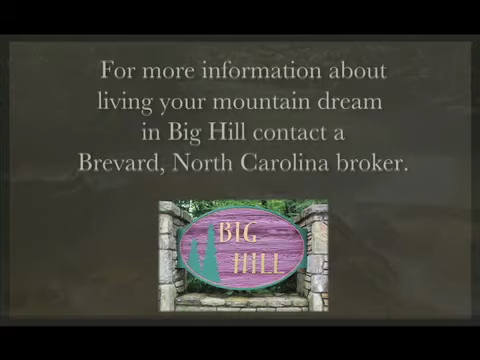 For more information about
living your mountain dream
in Big Hill contact a
Brevard, North Carolina broker.
BIG
HILL